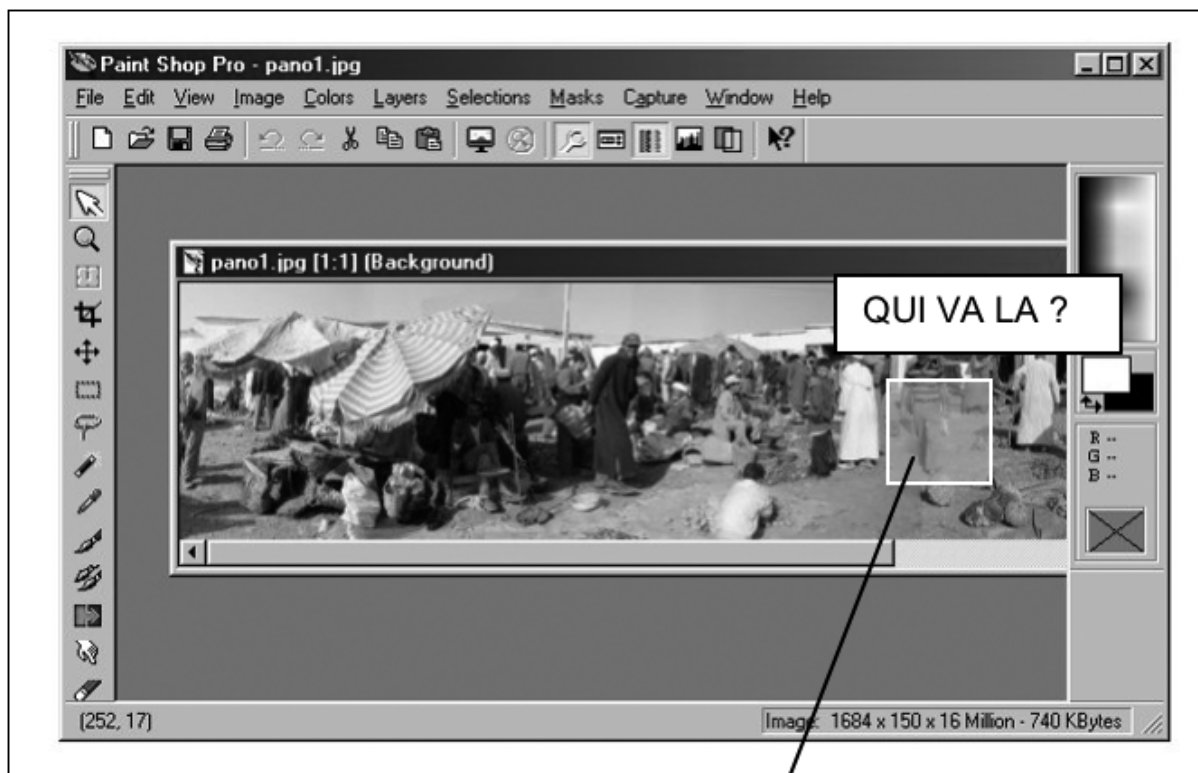 Paint Shop Pro - pano1.jpg
File Edit View Image Colors Layers Selections Masks Capture Window Help
pano1.jpg [1:1] (Background)
QUI VA LA ?
R --
G --
B --
(252, 17) Image: 1684 x 150 x 16 Million - 740 KBytes